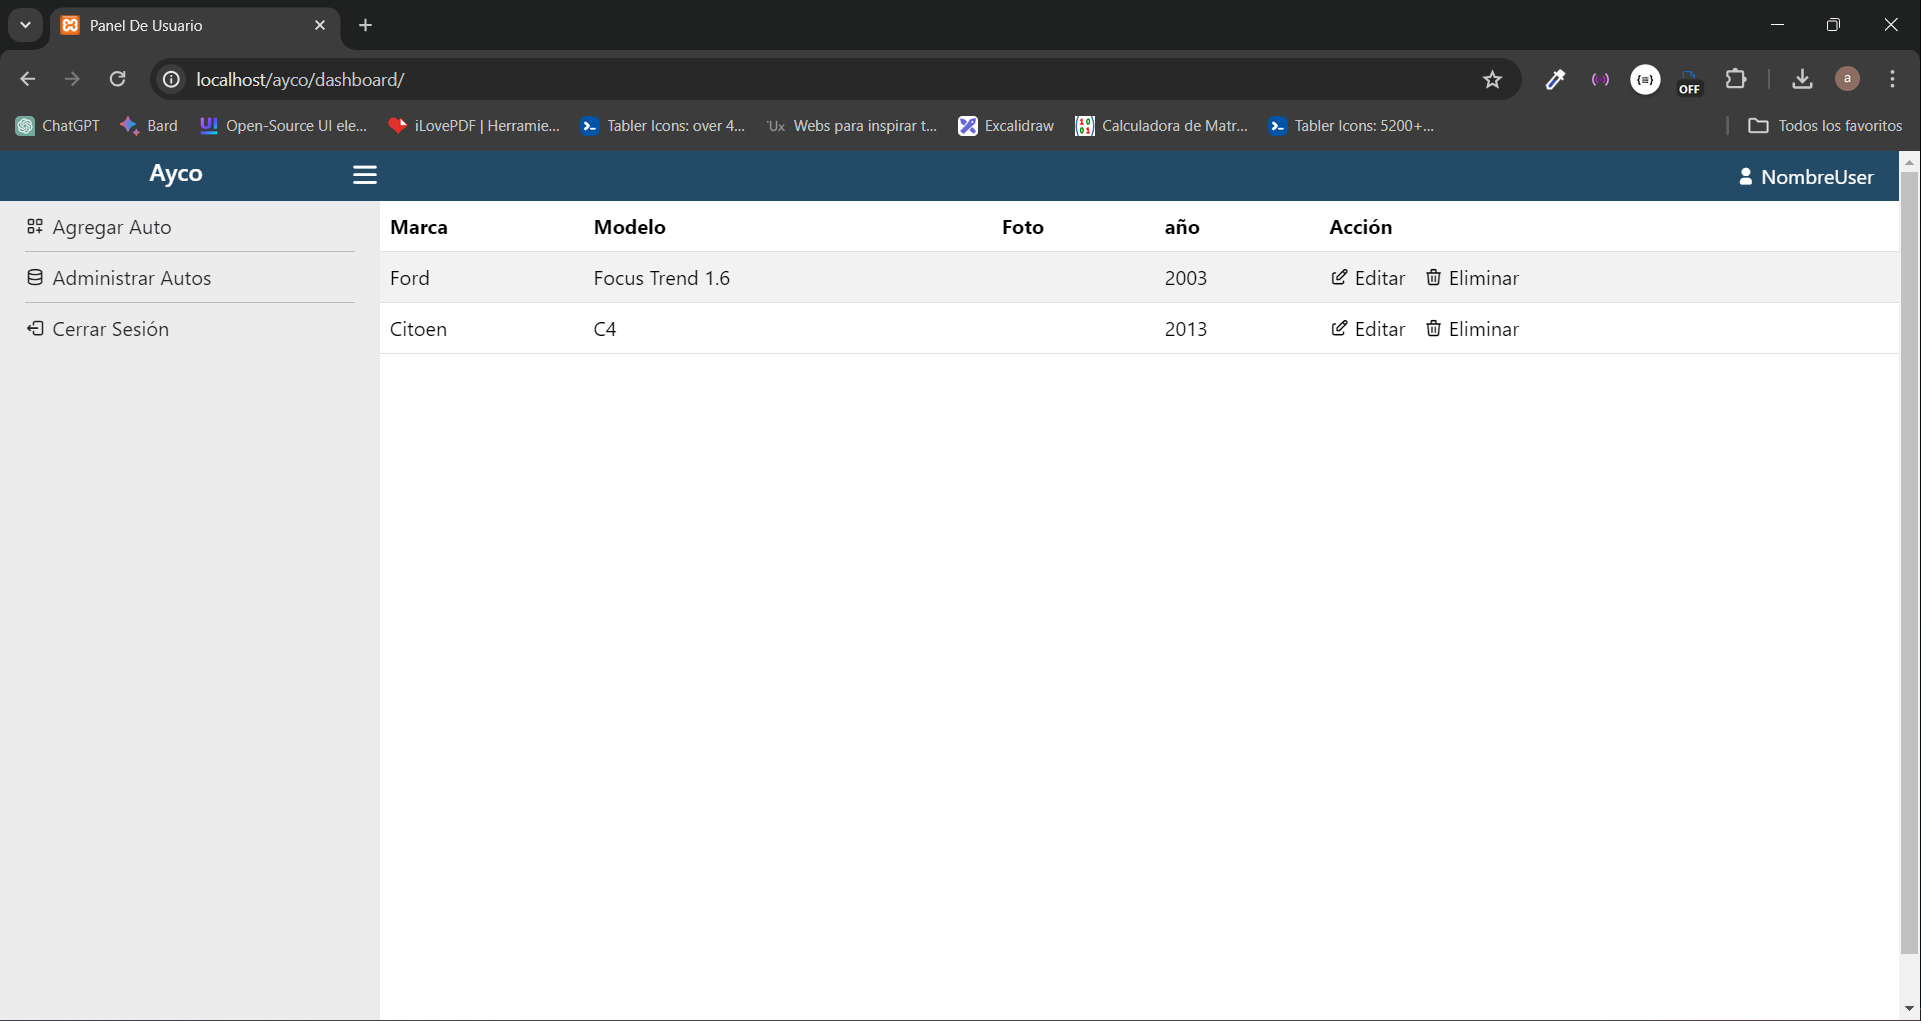 Panel De Usuario
localhost/ayco/dashboard/
a
OFF
ChatGPT Bard Open-Source UI ele... iLovePDF | Herramie... Tabler Icons: over 4... Ux Webs para inspirar t... Excalidraw Calculadora de Matr... Tabler Icons: 5200+... Todos los favoritos
Ayco NombreUser
Agregar Auto
Administrar Autos
Cerrar Sesión
Marca Modelo Foto año Acción
Ford Focus Trend 1.6 2003 Editar Eliminar
Citoen C4 2013 Editar Eliminar